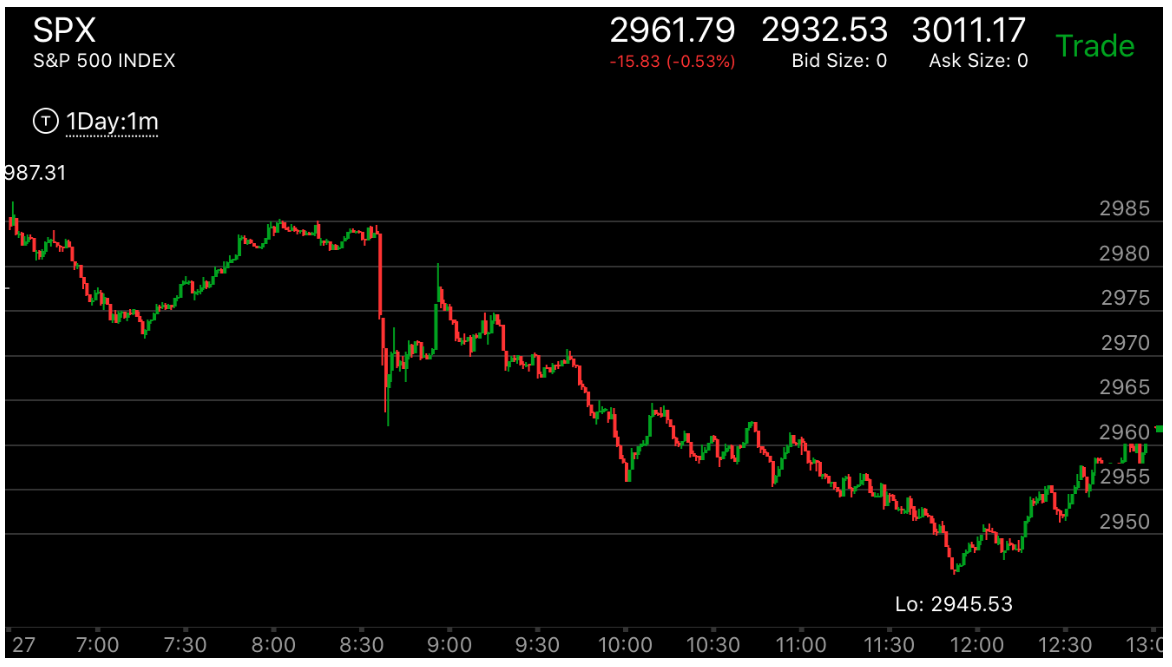 SPX
S&P 500 INDEX
2961.79
-15.83 (-0.53%)
2932.53
Bid Size: 0
3011.17
Ask Size: 0
Trade
T 1Day:1m
987.31
2985
2980
2975
2970
2965
2960
2955
2950
Lo: 2945.53
27 7:00 7:30 8:00 8:30 9:00 9:30 10:00 10:30 11:00 11:30 12:00 12:30 13:0